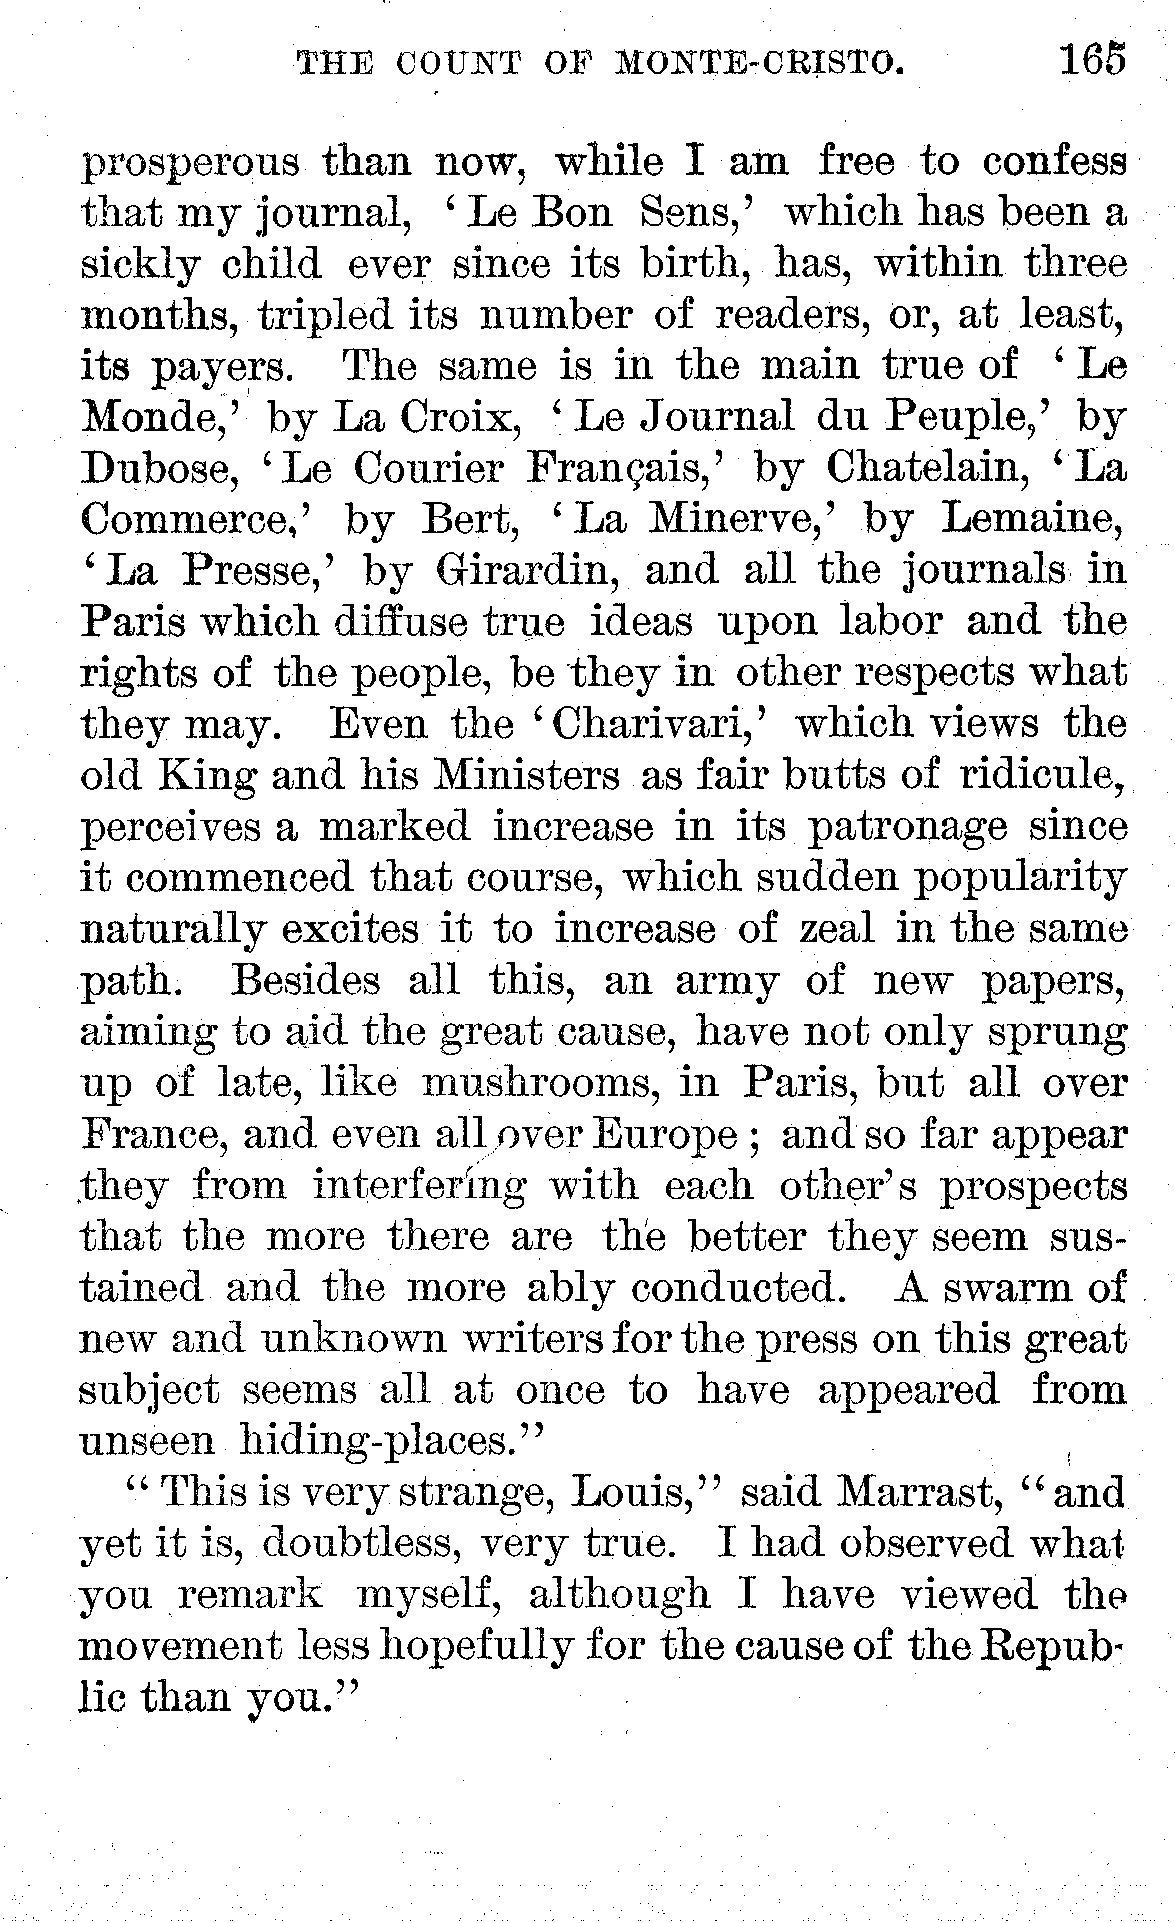 THE COUNT OF MONTE-CRISTO. 165
prosperous than now, while I am free to confess
that my journal, ‘Le Bon Sens,’ which has been a
sickly child ever since its birth, has, within three
months, tripled its number of readers, or, at least,
its payers. The same is in the main true of ‘Le
Monde,’ by La Croix, ‘Le Journal du Peuple,’ by
Dubose, ‘Le Courier Français,’ by Chatelain, ‘La
Commerce,’ by Bert, ‘La Minerve,’ by Lemaine,
‘La Presse,’ by Girardin, and all the journals in
Paris which diffuse true ideas upon labor and the
rights of the people, be they in other respects what
they may. Even the ‘Charivari,’ which views the
old King and his Ministers as fair butts of ridicule,
perceives a marked increase in its patronage since
it commenced that course, which sudden popularity
naturally excites it to increase of zeal in the same
path. Besides all this, an army of new papers,
aiming to aid the great cause, have not only sprung
up of late, like mushrooms, in Paris, but all over
France, and even all over Europe; and so far appear
they from interfering with each other’s prospects
that the more there are the better they seem sus-
tained and the more ably conducted. A swarm of
new and unknown writers for the press on this great
subject seems all at once to have appeared from
unseen hiding-places.”
“This is very strange, Louis,” said Marrast, “and
yet it is, doubtless, very true. I had observed what
you remark myself, although I have viewed the
movement less hopefully for the cause of the Repub-
lic than you.”